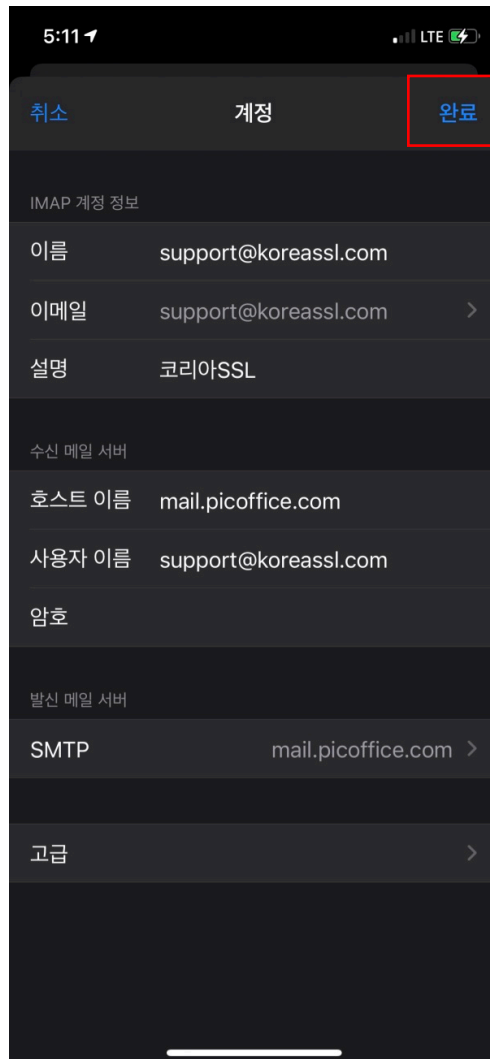 5:11 LTE
취소 계정 완료
IMAP 계정 정보
이름 support@koreassl.com
이메일 support@koreassl.com
설명 코리아SSL
수신 메일 서버
호스트 이름 mail.picoffice.com
사용자 이름 support@koreassl.com
암호
발신 메일 서버
SMTP mail.picoffice.com
고급